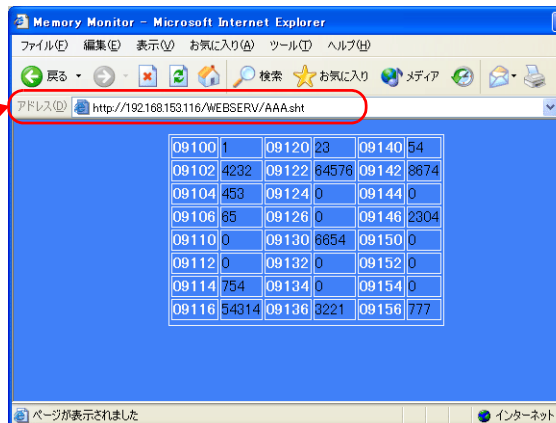 Memory Monitor - Microsoft Internet Explorer
ファイル(F) 編集(E) 表示(V) お気に入り(A) ツール(T) ヘルプ(H)
戻る 検索 お気に入り メディア
アドレス(D) http://192.168.153.116/WEBSERV/AAA.sht
09100 1 09120 23 09140 54
09102 4232 09122 64576 09142 8674
09104 453 09124 0 09144 0
09106 65 09126 0 09146 2304
09110 0 09130 6654 09150 0
09112 0 09132 0 09152 0
09114 754 09134 0 09154 0
09116 54314 09136 3221 09156 777
ページが表示されました インターネット